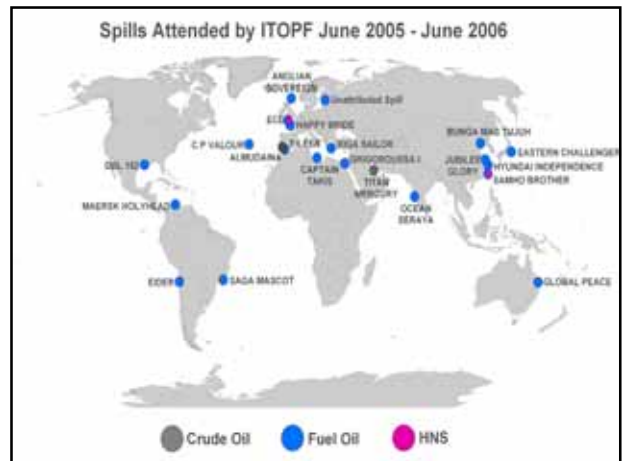 Spills Attended by ITOPF June 2005 - June 2006
ANGLIAN
SOVEREIGN
Unattributed Spill
ECE
HAPPY BRIDE
BUNGA MAS TUJUH
C.P VALOUR
RIGA SAILOR
EASTERN CHALLENGER
ALMUDAINA
GRIGOROUSSA I
JUBILEE
GLORY
HYUNDAI INDEPENDENCE
DBL 152
CAPTAIN
TAKIS
TITAN
MERCURY
SAMHO BROTHER
MAERSK HOLYHEAD
OCEAN
SERAYA
EIDER
SAGA MASCOT
GLOBAL PEACE
Crude Oil
Fuel Oil
HNS